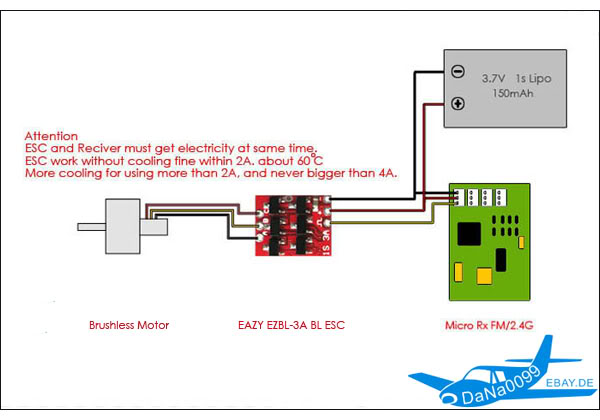 3.7V 1s Lipo
150mAh
Attention
ESC and Reciver must get electricity at same time.
ESC work without cooling fine within 2A. about 60°C
More cooling for using more than 2A, and never bigger than 4A.
1S 3A
Brushless Motor
EAZY EZBL-3A BL ESC
Micro Rx FM/2.4G
DaNa0099
EBAY.DE